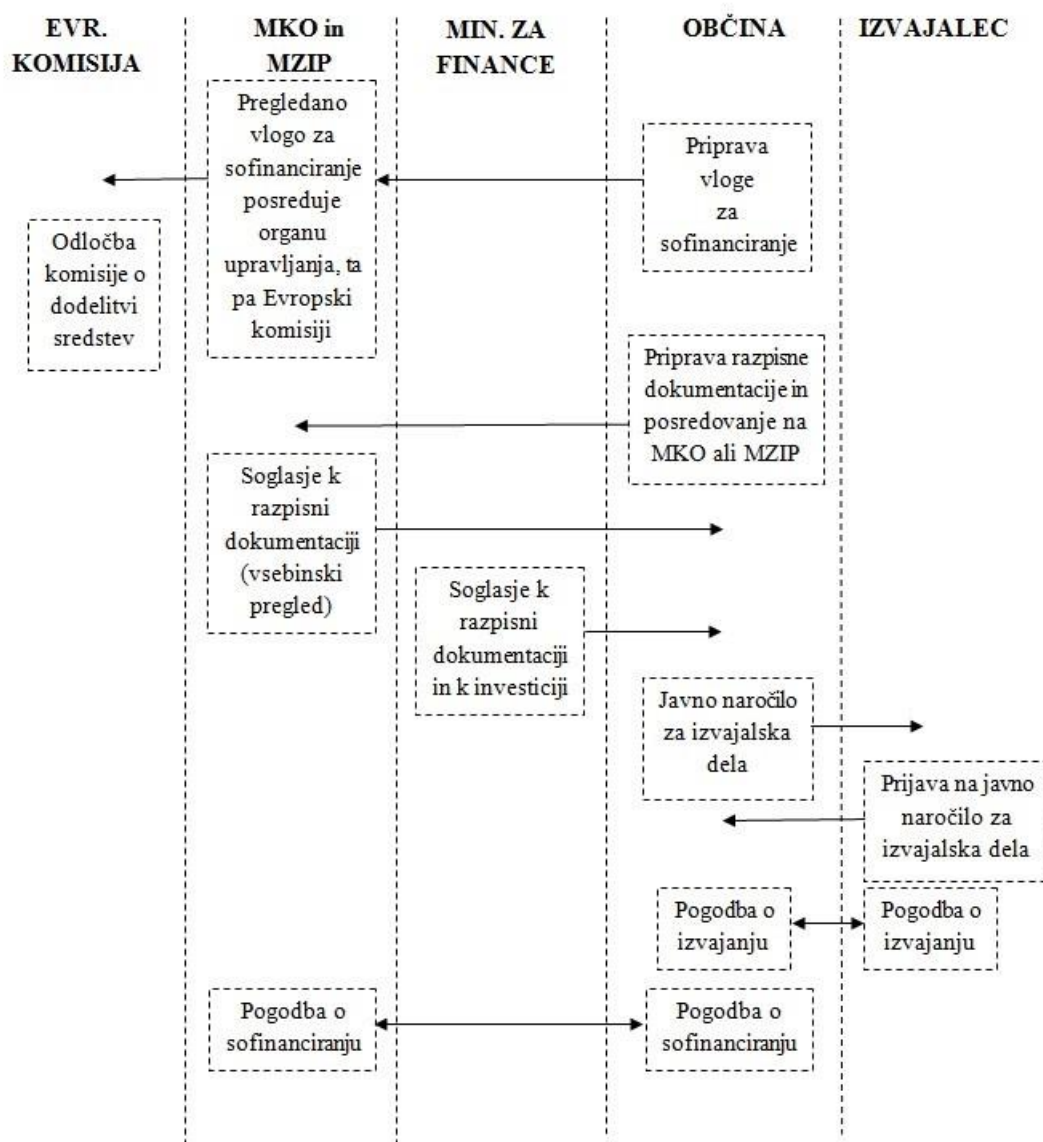 EVR.
KOMISIJA
MKO in
MZIP
MIN. ZA
FINANCE
OBČINA
IZVAJALEC
Pregledano
vlogo za
sofinanciranje
posreduje
organu
upravljanja, ta
pa Evropski
komisiji
Priprava
vloge
za
sofinanciranje
Odločba
komisije o
dodelitvi
sredstev
Priprava razpisne
dokumentacije in
posredovanje na
MKO ali MZIP
Soglasje k
razpisni
dokumentaciji
(vsebinski
pregled)
Soglasje k
razpisni
dokumentaciji
in k investiciji
Javno naročilo
za izvajalska
dela
Prijava na javno
naročilo za
izvajalska dela
Pogodba o
izvajanju
Pogodba o
izvajanju
Pogodba o
sofinanciranju
Pogodba o
sofinanciranju